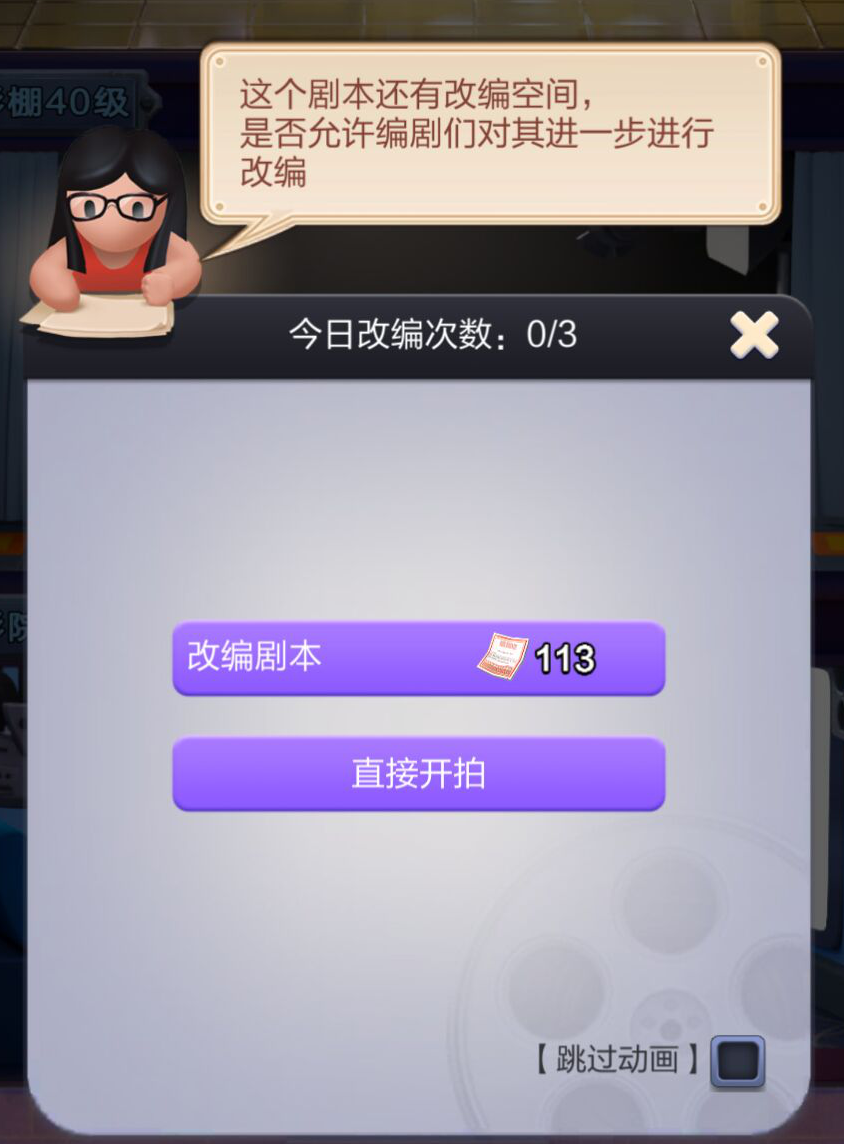 棚40级
这个剧本还有改编空间，
是否允许编剧们对其进一步进行
改编
今日改编次数：0/3
改编剧本 113
直接开拍
【跳过动画】